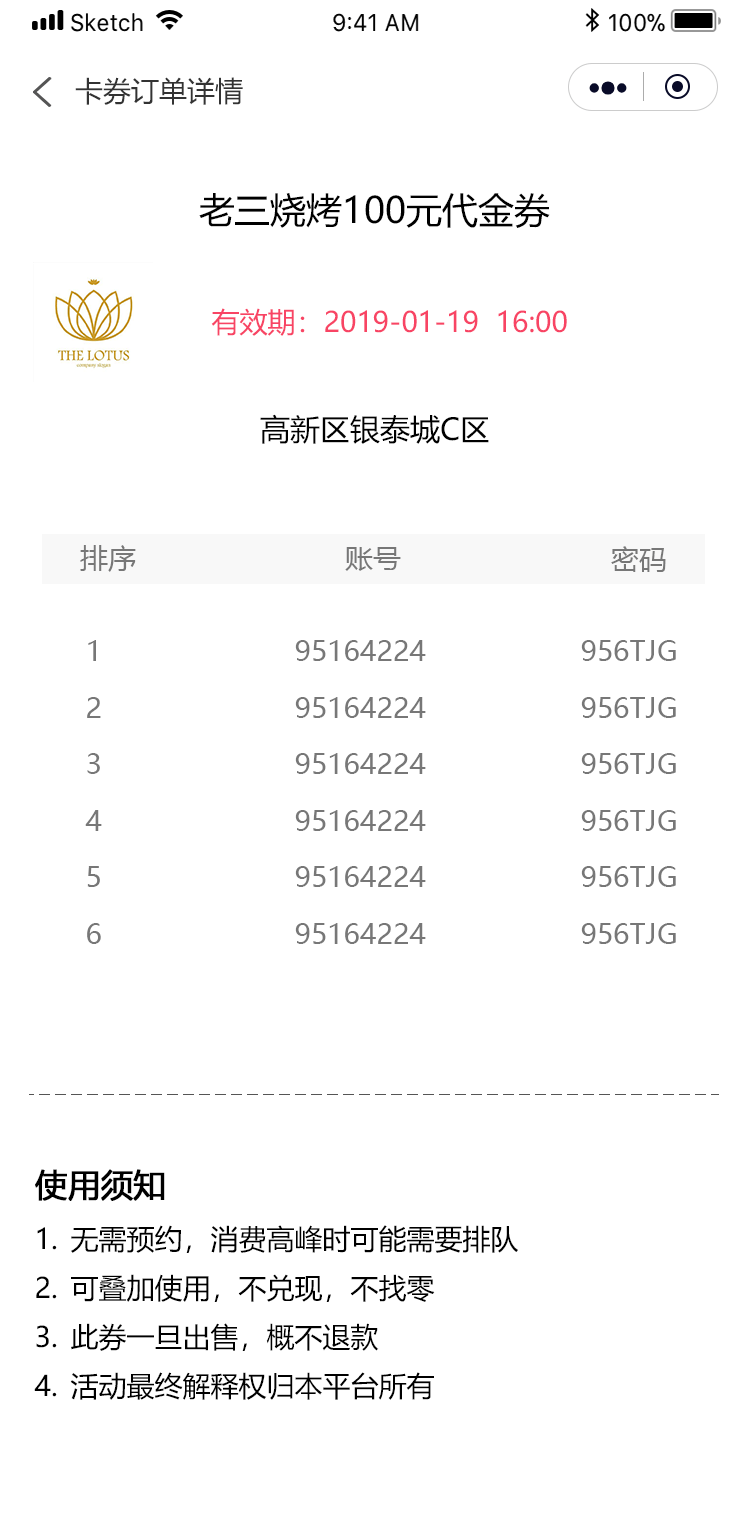 Sketch 9:41 AM 100%
卡券订单详情
老三烧烤100元代金券
有效期：2019-01-19 16:00
THE LOTUS
company slogan
高新区银泰城C区
排序 账号 密码
1 95164224 956TJG
2 95164224 956TJG
3 95164224 956TJG
4 95164224 956TJG
5 95164224 956TJG
6 95164224 956TJG
使用须知
1. 无需预约，消费高峰时可能需要排队
2. 可叠加使用，不兑现，不找零
3. 此券一旦出售，概不退款
4. 活动最终解释权归本平台所有